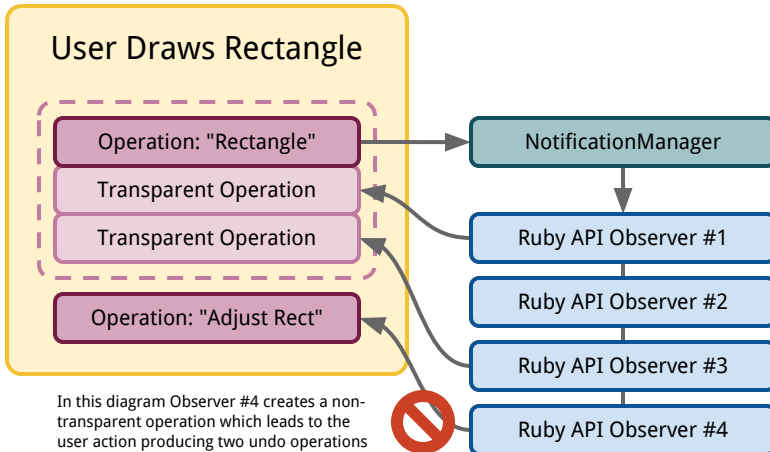 User Draws Rectangle
Operation: "Rectangle"
Transparent Operation
Transparent Operation
Operation: "Adjust Rect"
NotificationManager
Ruby API Observer #1
Ruby API Observer #2
Ruby API Observer #3
Ruby API Observer #4
In this diagram Observer #4 creates a non-
transparent operation which leads to the
user action producing two undo operations